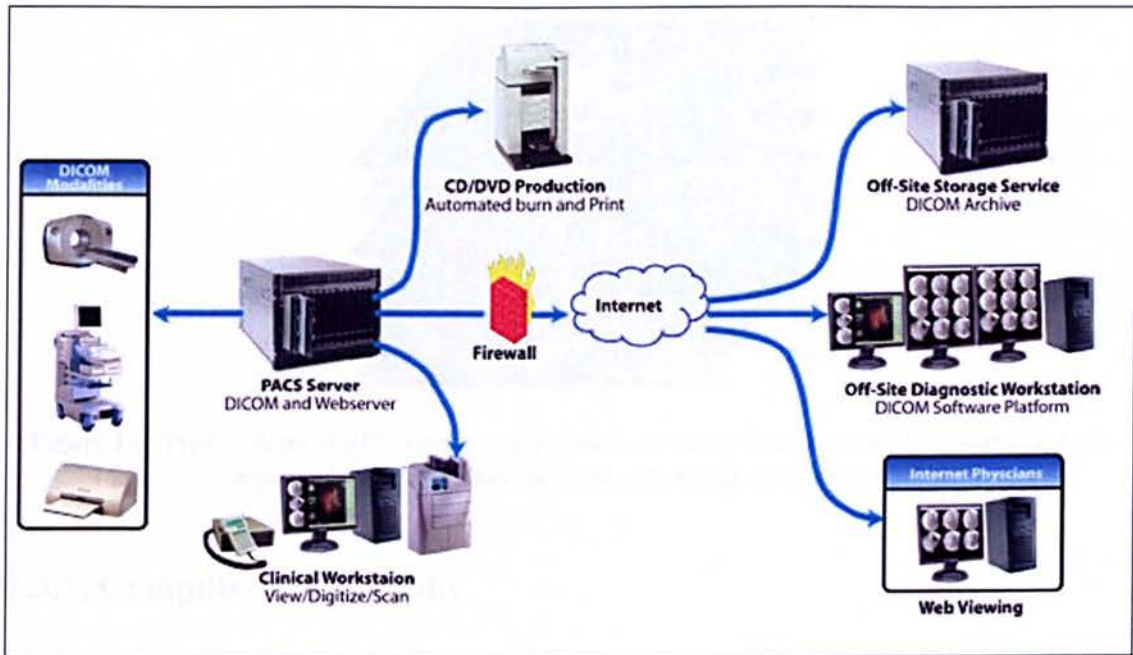 DICOM
Modalities
CD/DVD Production
Automated burn and Print
Off-Site Storage Service
DICOM Archive
Internet
Firewall
PACS Server
DICOM and Webserver
Off-Site Diagnostic Workstation
DICOM Software Platform
Internet Physcians
Clinical Workstaion
View/Digitize/Scan
Web Viewing